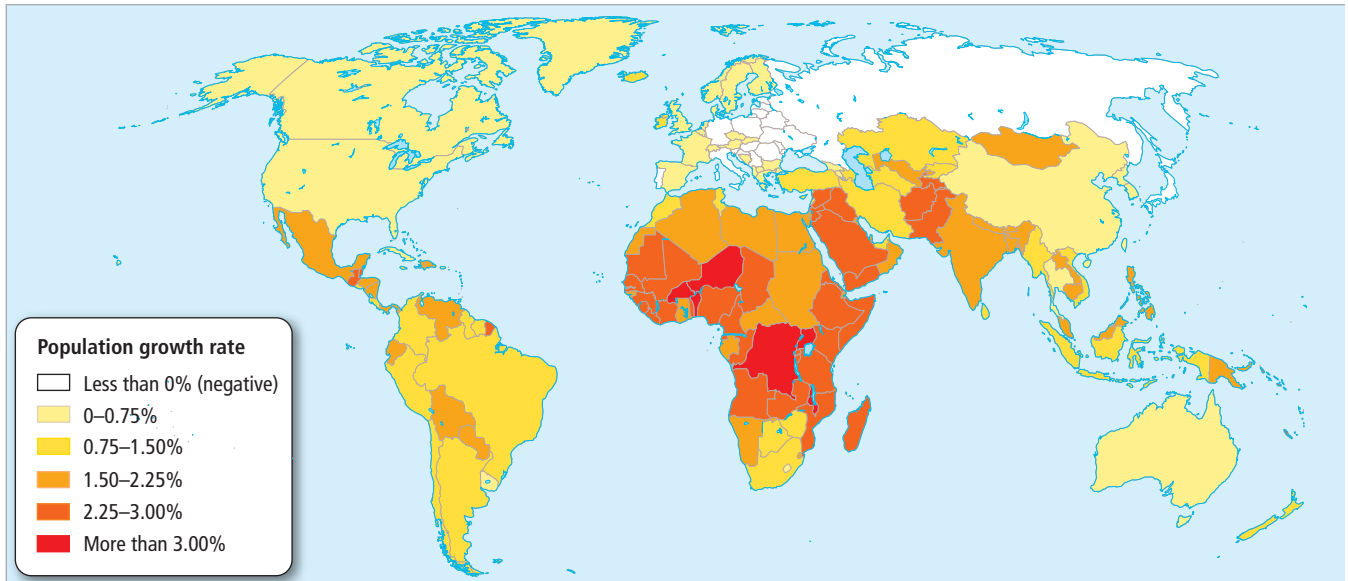 Population growth rate
Less than 0% (negative)
0–0.75%
0.75–1.50%
1.50–2.25%
2.25–3.00%
More than 3.00%